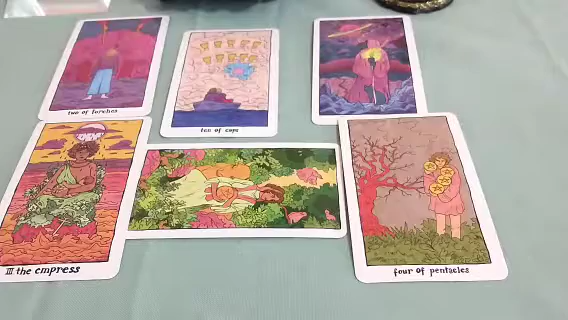 two of torches
ten of cups
III the empress
four of pentacles